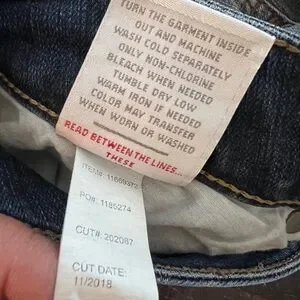 TURN THE GARMENT INSIDE
OUT AND MACHINE
WASH COLD SEPARATELY
ONLY NON-CHLORINE
BLEACH WHEN NEEDED
TUMBLE DRY LOW
WARM IRON IF NEEDED
COLOR MAY TRANSFER
WHEN WORN OR WASHED
READ BETWEEN THE LINES...
THESE
ITEM#: 11669372
PO#: 1185274
CUT#: 202087
CUT DATE:
11/2018